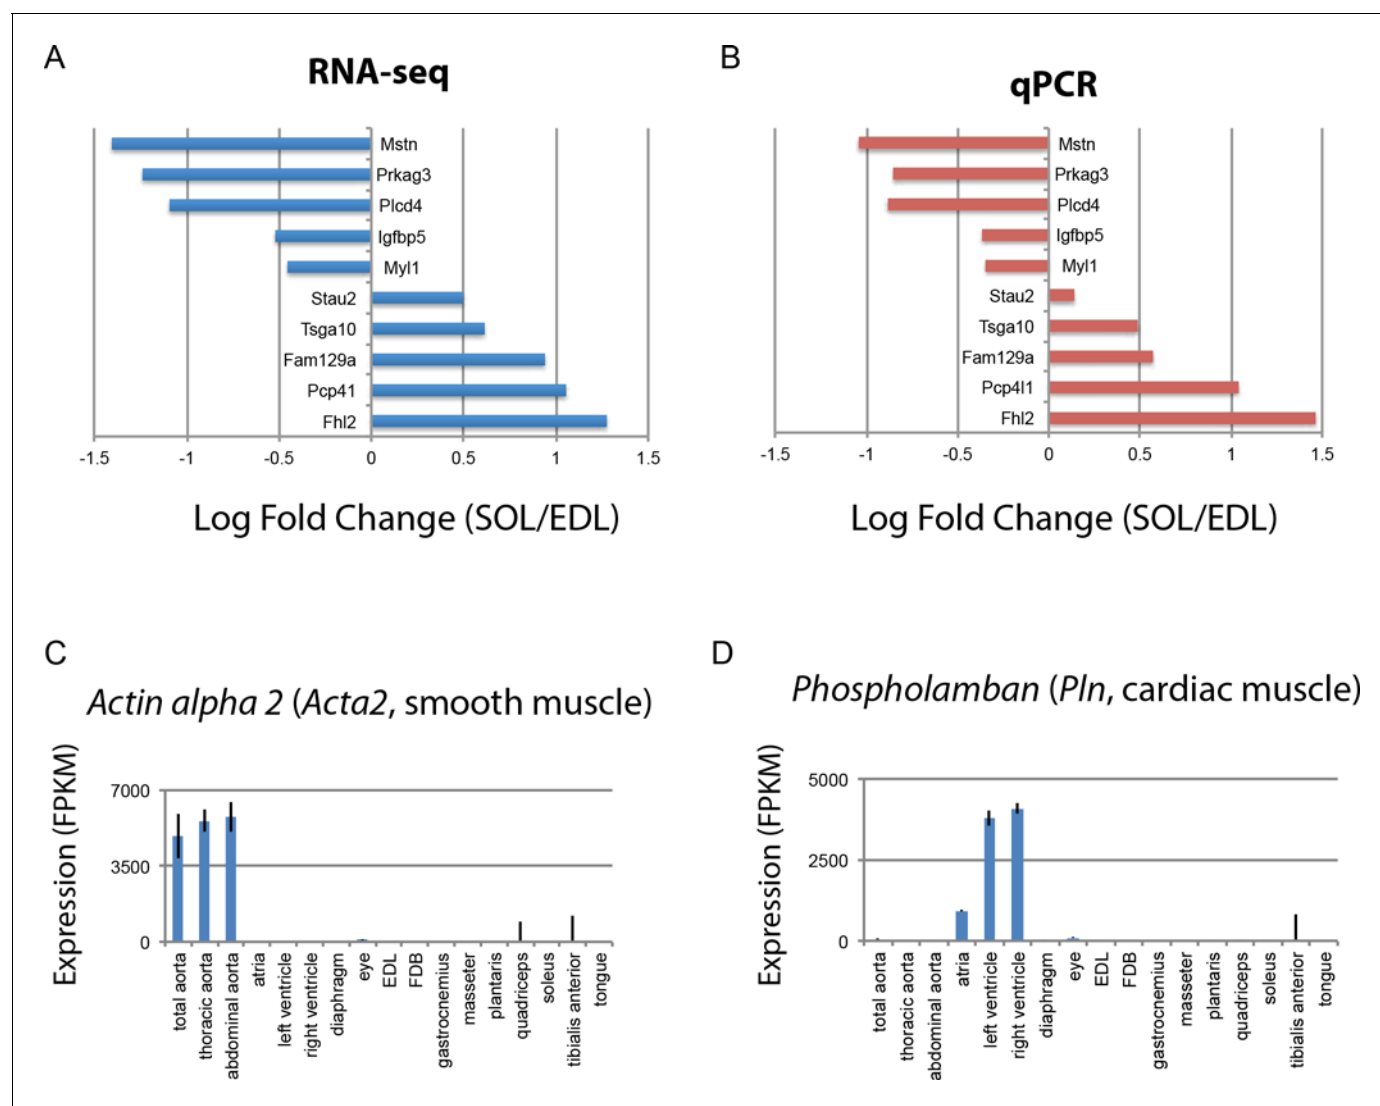 A
RNA-seq
Mstn
Prkag3
Plcd4
Igfbp5
Myl1
Stau2
Tsga10
Fam129a
Pcp41
Fhl2
-1.5 -1 -0.5 0 0.5 1 1.5
Log Fold Change (SOL/EDL)
B
qPCR
Mstn
Prkag3
Plcd4
Igfbp5
Myl1
Stau2
Tsga10
Fam129a
Pcp4l1
Fhl2
-1.5 -1 -0.5 0 0.5 1 1.5
Log Fold Change (SOL/EDL)
C
Actin alpha 2 (Acta2, smooth muscle)
Expression (FPKM)
7000
3500
0
total aorta
thoracic aorta
abdominal aorta
atria
left ventricle
right ventricle
diaphragm
eye
EDL
FDB
gastrocnemius
masseter
plantaris
quadriceps
soleus
tibialis anterior
tongue
D
Phospholamban (Pln, cardiac muscle)
Expression (FPKM)
5000
2500
0
total aorta
thoracic aorta
abdominal aorta
atria
left ventricle
right ventricle
diaphragm
eye
EDL
FDB
gastrocnemius
masseter
plantaris
quadriceps
soleus
tibialis anterior
tongue